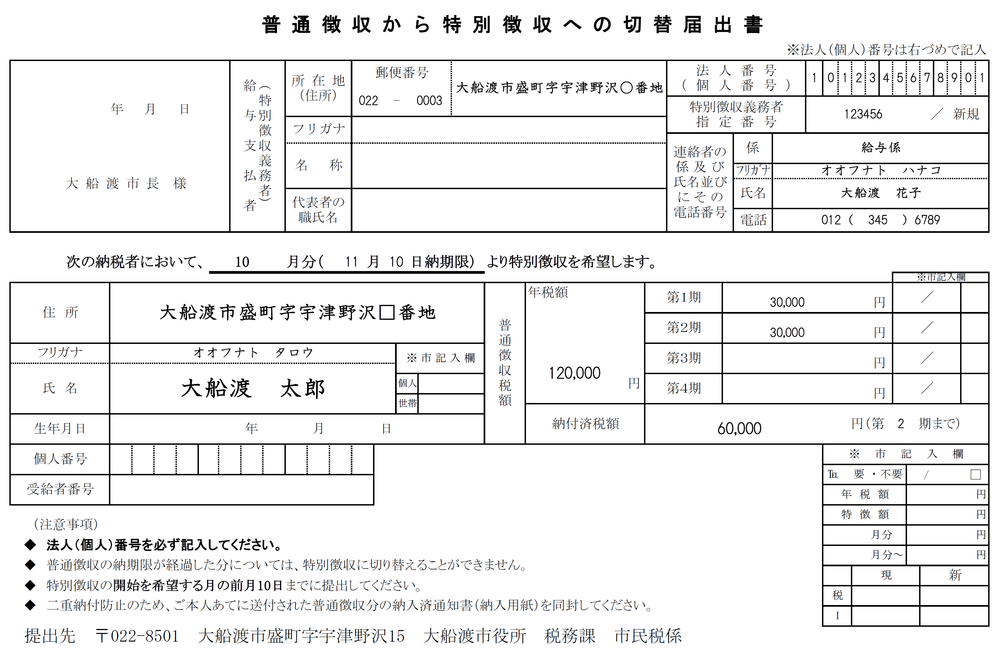 普通徴収から特別徴収への切替届出書
※法人（個人）番号は右づめで記入
年　月　日
大船渡市長　様
給与支払者
（特別徴収義務者）
所在地
（住所）
郵便番号
022 － 0003
大船渡市盛町字宇津野沢〇番地
フリガナ
名　称
代表者の
職氏名
法人番号
（個人番号）
1 0 1 2 3 4 5 6 7 8 9 0 1
特別徴収義務者
指定番号
123456 ／ 新規
連絡者の
係及び
氏名並び
にその
電話番号
係
給与係
フリガナ
オオフナト　ハナコ
氏名
大船渡　花子
電話
012 （ 345 ） 6789
次の納税者において、 10 月分（ 11 月 10 日納期限） より特別徴収を希望します。
※市記入欄
住所
大船渡市盛町字宇津野沢□番地
フリガナ
オオフナト　タロウ
氏名
大船渡　太郎
※市記入欄
個人
世帯
生年月日
年　月　日
個人番号
受給者番号
普通徴収税額
年税額
120,000 円
第1期 30,000 円 ／
第2期 30,000 円 ／
第3期 円 ／
第4期 円 ／
納付済税額 60,000 円（第 2 期まで）
※市記入欄
℡ 要・不要 / □
年税額 円
特徴額 円
月分 円
月分～ 円
現 新
税
I
（注意事項）
◆ 法人（個人）番号を必ず記入してください。
◆ 普通徴収の納期限が経過した分については、特別徴収に切り替えることができません。
◆ 特別徴収の開始を希望する月の前月10日までに提出してください。
◆ 二重納付防止のため、ご本人あてに送付された普通徴収分の納入済通知書（納入用紙）を同封してください。
提出先　〒022-8501　大船渡市盛町字宇津野沢15　大船渡市役所　税務課　市民税係